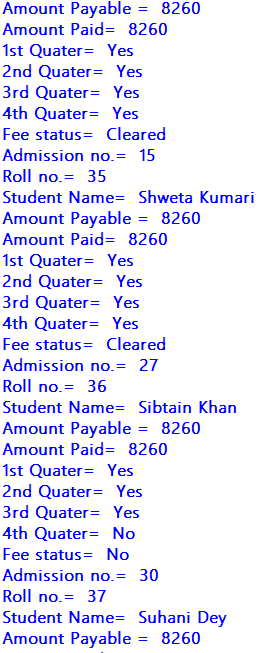 Amount Payable =  8260
Amount Paid=  8260
1st Quater=  Yes
2nd Quater=  Yes
3rd Quater=  Yes
4th Quater=  Yes
Fee status=  Cleared
Admission no.=  15
Roll no.=  35
Student Name=  Shweta Kumari
Amount Payable =  8260
Amount Paid=  8260
1st Quater=  Yes
2nd Quater=  Yes
3rd Quater=  Yes
4th Quater=  Yes
Fee status=  Cleared
Admission no.=  27
Roll no.=  36
Student Name=  Sibtain Khan
Amount Payable =  8260
Amount Paid=  8260
1st Quater=  Yes
2nd Quater=  Yes
3rd Quater=  Yes
4th Quater=  No
Fee status=  No
Admission no.=  30
Roll no.=  37
Student Name=  Suhani Dey
Amount Payable =  8260